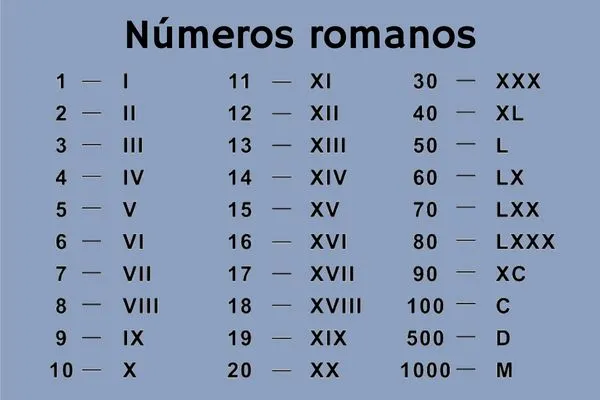 Números romanos
1 — I 11 — XI 30 — XXX
2 — II 12 — XII 40 — XL
3 — III 13 — XIII 50 — L
4 — IV 14 — XIV 60 — LX
5 — V 15 — XV 70 — LXX
6 — VI 16 — XVI 80 — LXXX
7 — VII 17 — XVII 90 — XC
8 — VIII 18 — XVIII 100 — C
9 — IX 19 — XIX 500 — D
10 — X 20 — XX 1000 — M